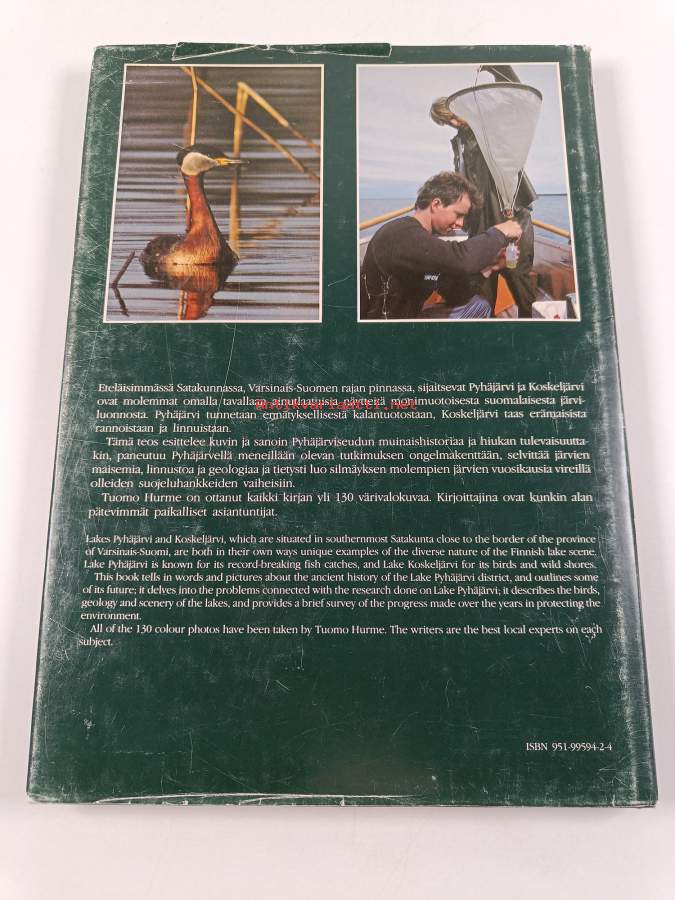 Eteläisimmässä Satakunnassa, Varsinais-Suomen rajan pinnassa, sijaitsevat Pyhäjärvi ja Koskeljärvi
ovat molemmat omalla tavallaan ainutlaatuisia näytteitä monimuotoisesta suomalaisesta järvi-
luonnosta. Pyhäjärvi tunnetaan ennätyksellisestä kalantuotostaan, Koskeljärvi taas erämaisista
rannoistaan ja linnuistaan.
Tämä teos esittelee kuvin ja sanoin Pyhäjärviseudun muinaishistoriaa ja hiukan tulevaisuutta-
kin, paneutuu Pyhäjärvellä meneillään olevan tutkimuksen ongelmakenttään, selvittää järvien
maisemia, linnustoa ja geologiaa ja tietysti luo silmäyksen molempien järvien vuosikausia vireillä
olleiden suojeluhankkeiden vaiheisiin.
Tuomo Hurme on ottanut kaikki kirjan yli 130 värivalokuvaa. Kirjoittajina ovat kunkin alan
pätevimmät paikalliset asiantuntijat.
Lakes Pyhäjärvi and Koskeljärvi, which are situated in southernmost Satakunta close to the border of the province
of Varsinais-Suomi, are both in their own ways unique examples of the diverse nature of the Finnish lake scene.
Lake Pyhäjärvi is known for its record-breaking fish catches, and Lake Koskeljärvi for its birds and wild shores.
This book tells in words and pictures about the ancient history of the Lake Pyhäjärvi district, and outlines some
of its future; it delves into the problems connected with the research done on Lake Pyhäjärvi; it describes the birds,
geology and scenery of the lakes, and provides a brief survey of the progress made over the years in protecting the
environment.
All of the 130 colour photos have been taken by Tuomo Hurme. The writers are the best local experts on each
subject.
ISBN 951-99594-2-4